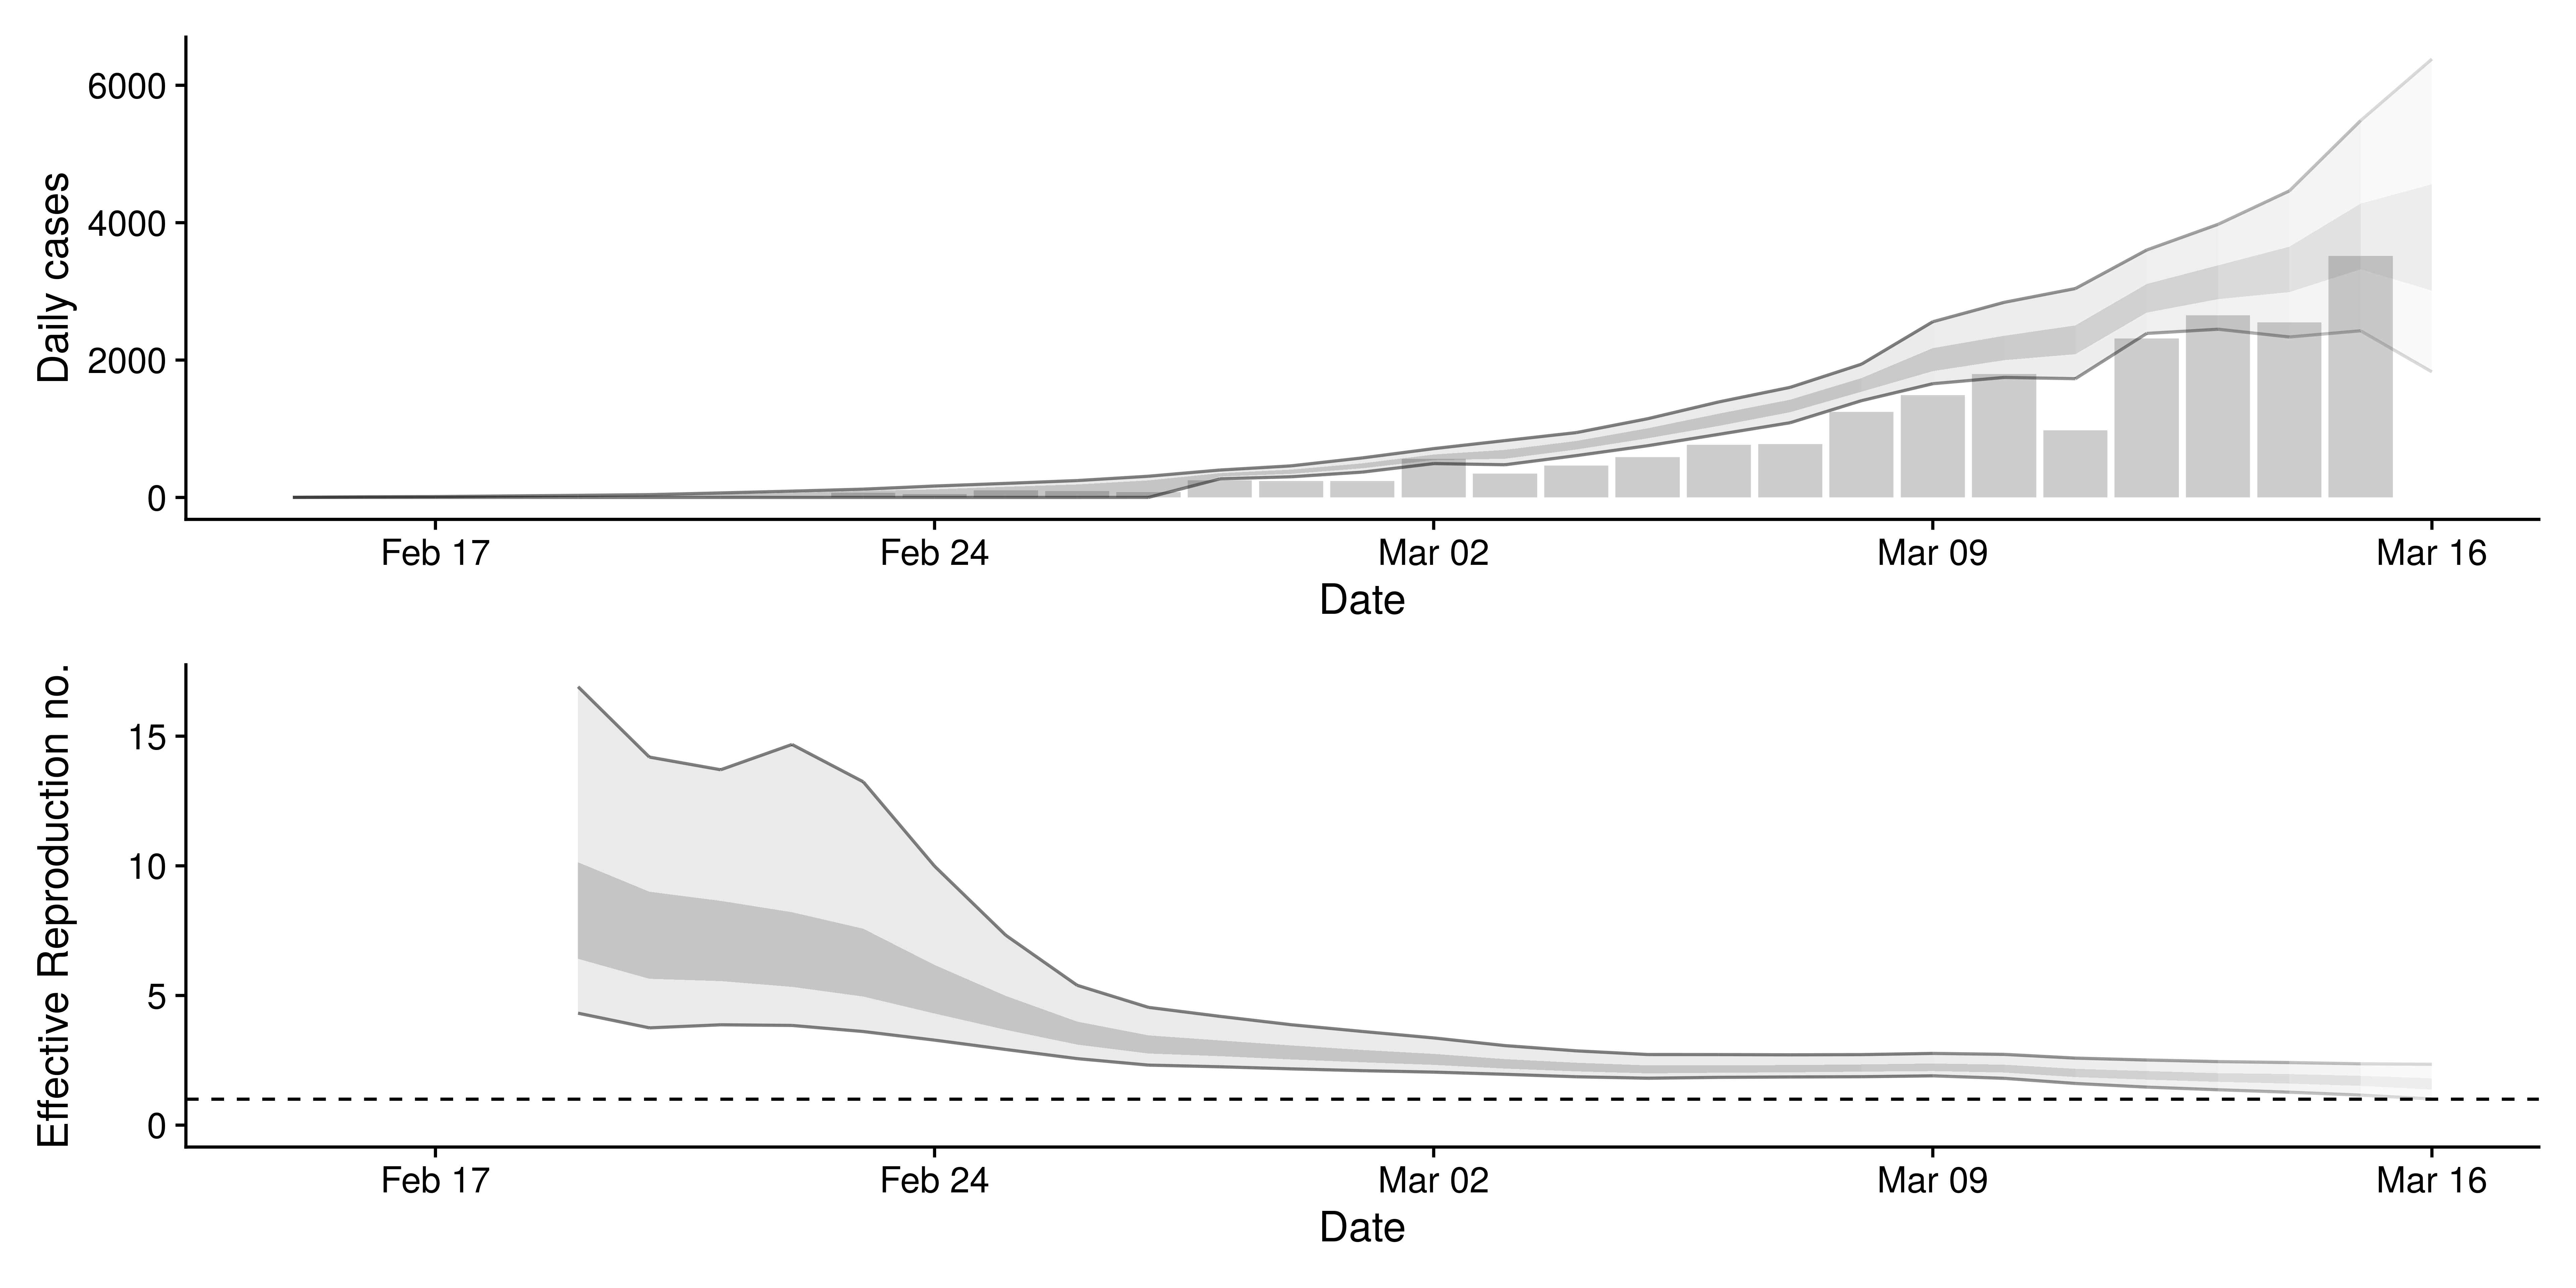 Daily cases
6000
4000
2000
0
Feb 17 Feb 24 Mar 02 Mar 09 Mar 16
Date
Effective Reproduction no.
15
10
5
0
Feb 17 Feb 24 Mar 02 Mar 09 Mar 16
Date